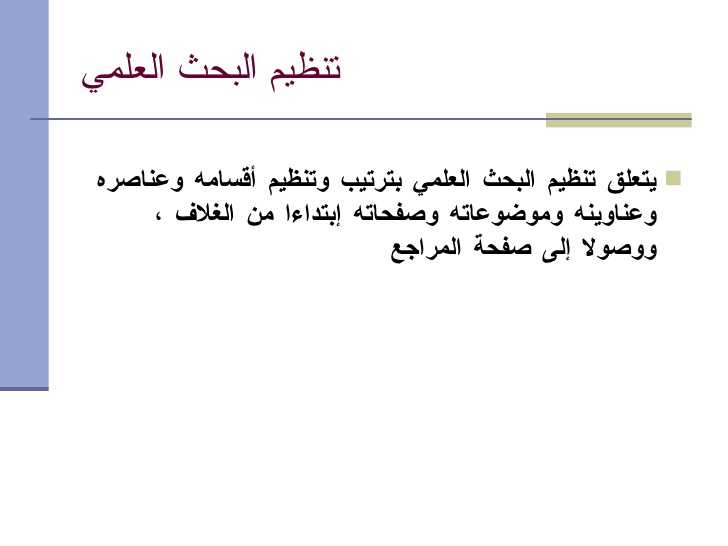 تنظيم البحث العلمي
يتعلق تنظيم البحث العلمي بترتيب وتنظيم أقسامه وعناصره
وعناوينه وموضوعاته وصفحاته إبتداءا من الغلاف ،
ووصولا إلى صفحة المراجع